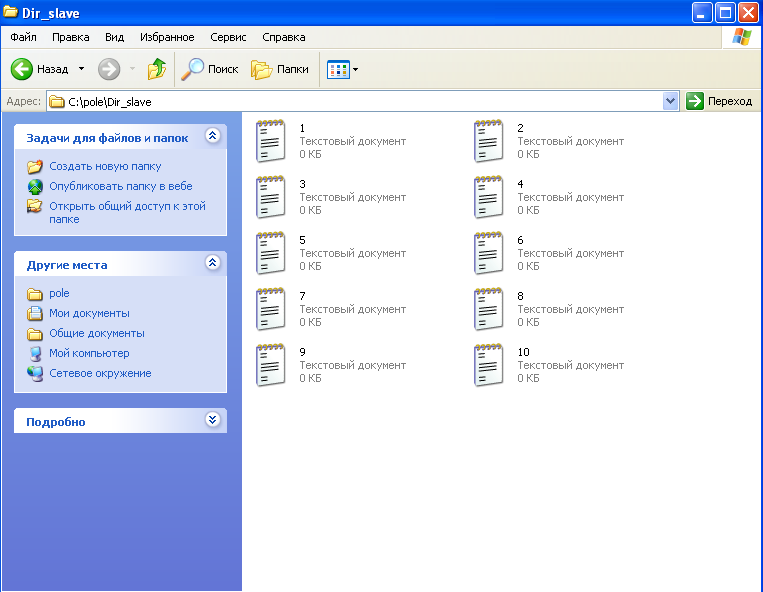 Dir_slave
Файл Правка Вид Избранное Сервис Справка
Назад Поиск Папки
Адрес: C:\pole\Dir_slave Переход
Задачи для файлов и папок
Создать новую папку
Опубликовать папку в вебе
Открыть общий доступ к этой
папке
Другие места
pole
Мои документы
Общие документы
Мой компьютер
Сетевое окружение
Подробно
1
Текстовый документ
0 КБ
2
Текстовый документ
0 КБ
3
Текстовый документ
0 КБ
4
Текстовый документ
0 КБ
5
Текстовый документ
0 КБ
6
Текстовый документ
0 КБ
7
Текстовый документ
0 КБ
8
Текстовый документ
0 КБ
9
Текстовый документ
0 КБ
10
Текстовый документ
0 КБ